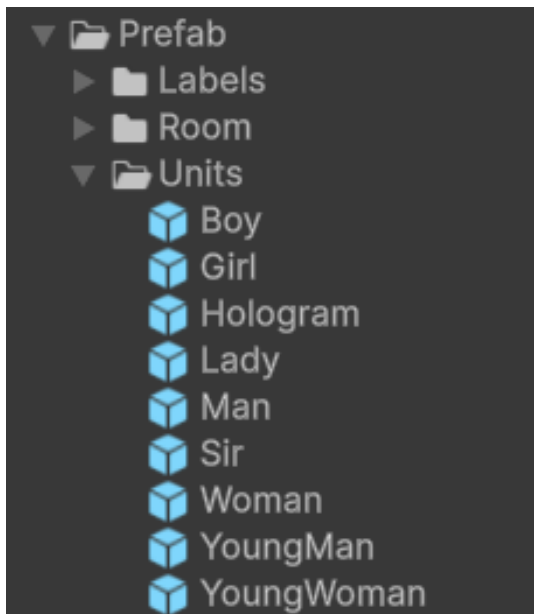 Prefab
Labels
Room
Units
Boy
Girl
Hologram
Lady
Man
Sir
Woman
YoungMan
YoungWoman